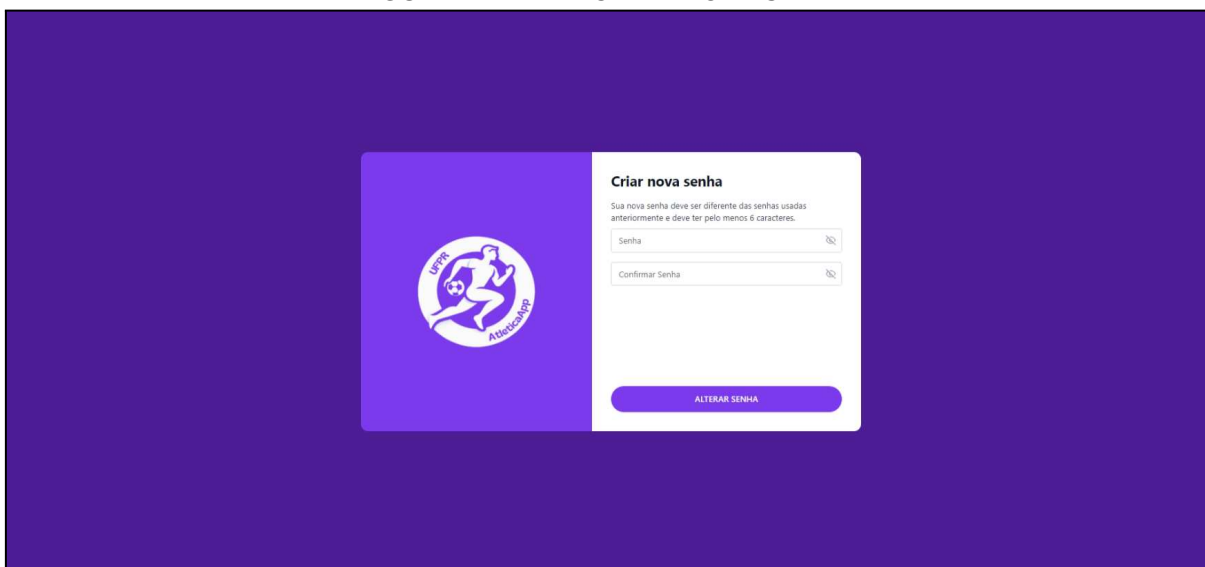 UFPR
AtleticaApp
Criar nova senha
Sua nova senha deve ser diferente das senhas usadas
anteriormente e deve ter pelo menos 6 caracteres.
Senha
Confirmar Senha
ALTERAR SENHA